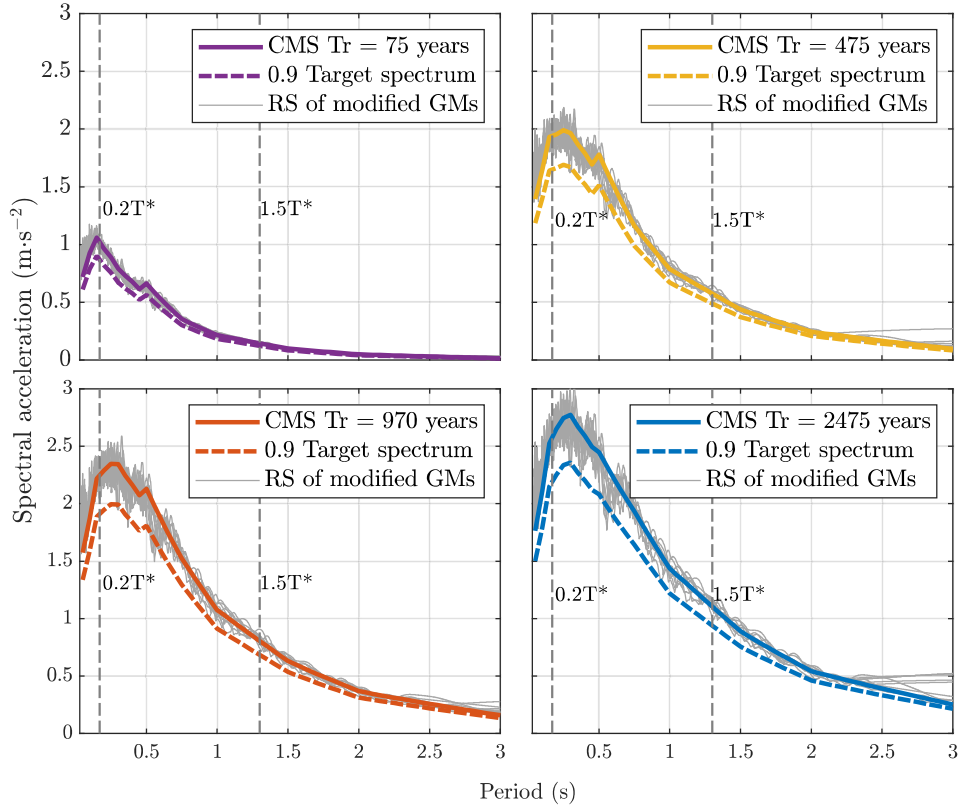 3
2.5
2
1.5
1
0.5
0
CMS Tr = 75 years
0.9 Target spectrum
RS of modified GMs
0.2T*
1.5T*
CMS Tr = 475 years
0.9 Target spectrum
RS of modified GMs
0.2T*
1.5T*
Spectral acceleration (m·s−2)
3
2.5
2
1.5
1
0.5
0
CMS Tr = 970 years
0.9 Target spectrum
RS of modified GMs
0.2T*
1.5T*
0.5 1 1.5 2 2.5 3
CMS Tr = 2475 years
0.9 Target spectrum
RS of modified GMs
0.2T*
1.5T*
0.5 1 1.5 2 2.5 3
Period (s)